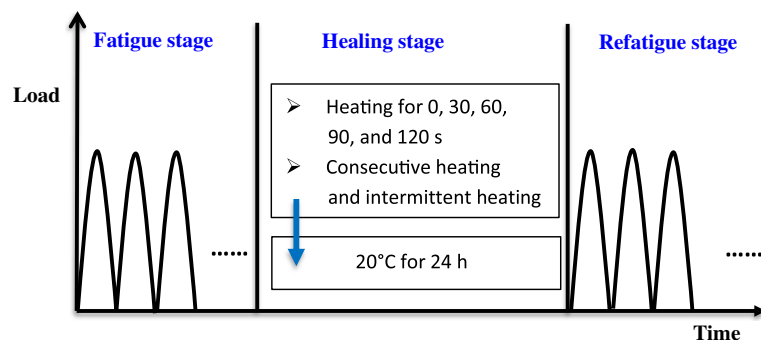 Fatigue stage
Healing stage
Refatigue stage
Load
➢ Heating for 0, 30, 60,
90, and 120 s
➢ Consecutive heating
and intermittent heating
20°C for 24 h
......
......
Time